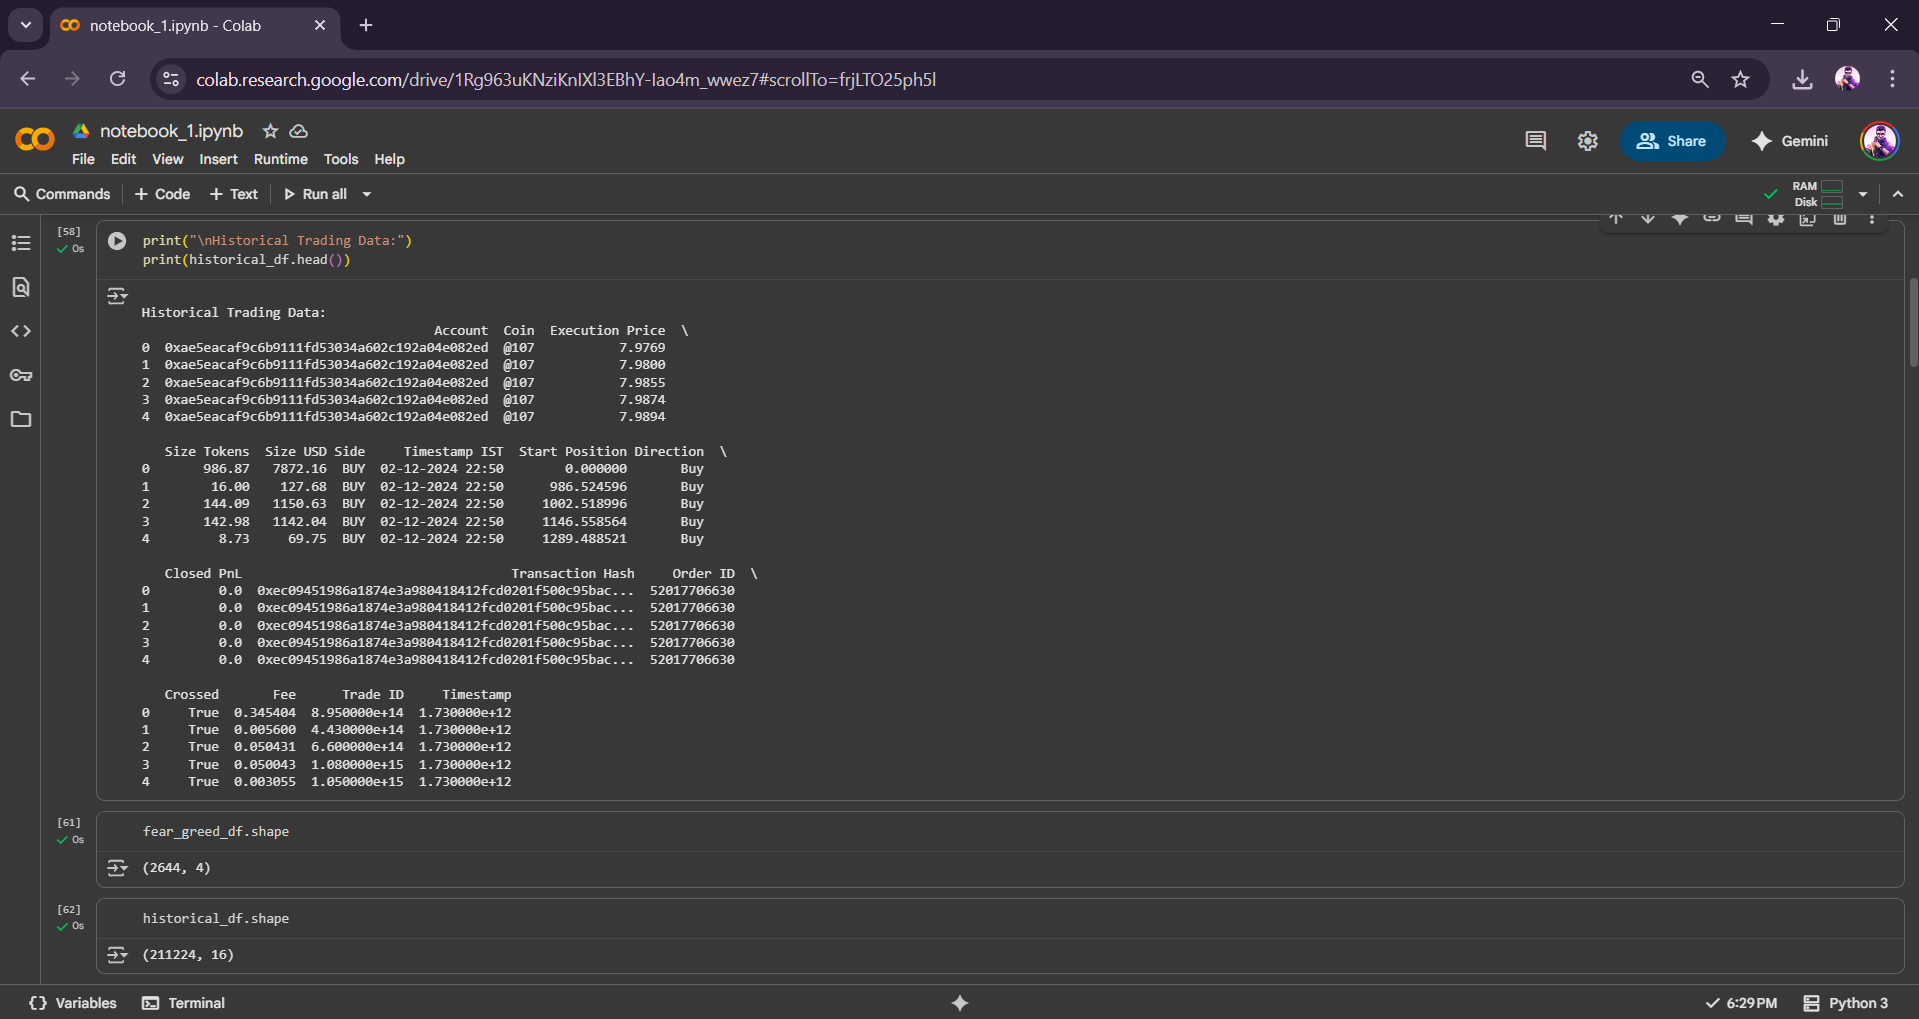 notebook_1.ipynb - Colab
colab.research.google.com/drive/1Rg963uKNziKnIXl3EBhY-Iao4m_wwez7#scrollTo=frjLTO25ph5l
notebook_1.ipynb
File Edit View Insert Runtime Tools Help
Share
Gemini
Commands + Code + Text Run all
RAM
Disk
[58]
0s
print("\nHistorical Trading Data:")
print(historical_df.head())
Historical Trading Data:
Account Coin Execution Price \
0 0xae5eacaf9c6b9111fd53034a602c192a04e082ed @107 7.9769
1 0xae5eacaf9c6b9111fd53034a602c192a04e082ed @107 7.9800
2 0xae5eacaf9c6b9111fd53034a602c192a04e082ed @107 7.9855
3 0xae5eacaf9c6b9111fd53034a602c192a04e082ed @107 7.9874
4 0xae5eacaf9c6b9111fd53034a602c192a04e082ed @107 7.9894
Size Tokens Size USD Side Timestamp IST Start Position Direction \
0 986.87 7872.16 BUY 02-12-2024 22:50 0.000000 Buy
1 16.00 127.68 BUY 02-12-2024 22:50 986.524596 Buy
2 144.09 1150.63 BUY 02-12-2024 22:50 1002.518996 Buy
3 142.98 1142.04 BUY 02-12-2024 22:50 1146.558564 Buy
4 8.73 69.75 BUY 02-12-2024 22:50 1289.488521 Buy
Closed PnL Transaction Hash Order ID \
0 0.0 0xec09451986a1874e3a980418412fcd0201f500c95bac... 52017706630
1 0.0 0xec09451986a1874e3a980418412fcd0201f500c95bac... 52017706630
2 0.0 0xec09451986a1874e3a980418412fcd0201f500c95bac... 52017706630
3 0.0 0xec09451986a1874e3a980418412fcd0201f500c95bac... 52017706630
4 0.0 0xec09451986a1874e3a980418412fcd0201f500c95bac... 52017706630
Crossed Fee Trade ID Timestamp
0 True 0.345404 8.950000e+14 1.730000e+12
1 True 0.005600 4.430000e+14 1.730000e+12
2 True 0.050431 6.600000e+14 1.730000e+12
3 True 0.050043 1.080000e+15 1.730000e+12
4 True 0.003055 1.050000e+15 1.730000e+12
[61]
0s
fear_greed_df.shape
(2644, 4)
[62]
0s
historical_df.shape
(211224, 16)
{} Variables Terminal
6:29 PM Python 3